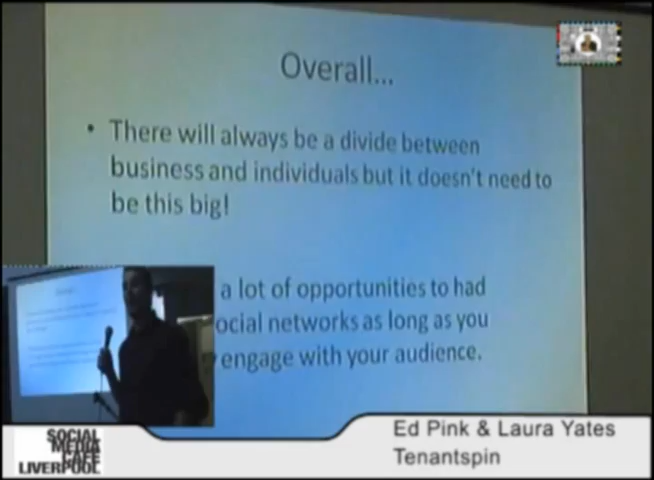 Overall...
• There will always be a divide between
business and individuals but it doesn't need to
be this big!
a lot of opportunities to had
ocial networks as long as you
engage with your audience.
Ed Pink & Laura Yates
Tenantspin
SOCIAL
MEDIA
CAFE
LIVERPOOL